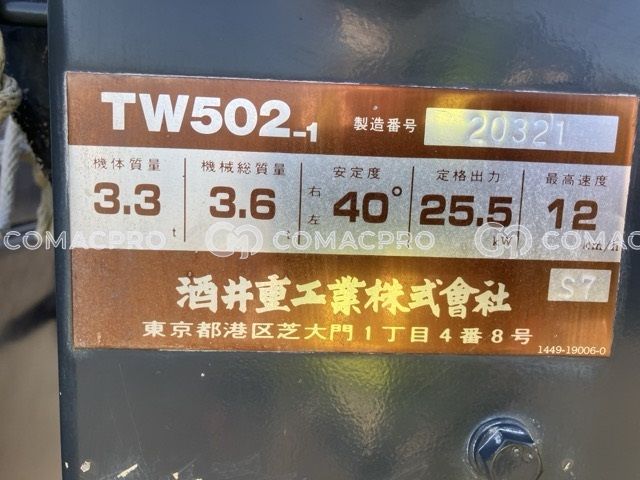 TW502-1 製造番号 20321
機体質量 機械総質量 安定度 定格出力 最高速度
3.3 t 3.6 t 右 左 40° 25.5 kW 12 km/h
COMACPRO COMACPRO COMACPRO
酒井重工業株式會社 S7
東京都港区芝大門1丁目4番8号
1449-19006-0